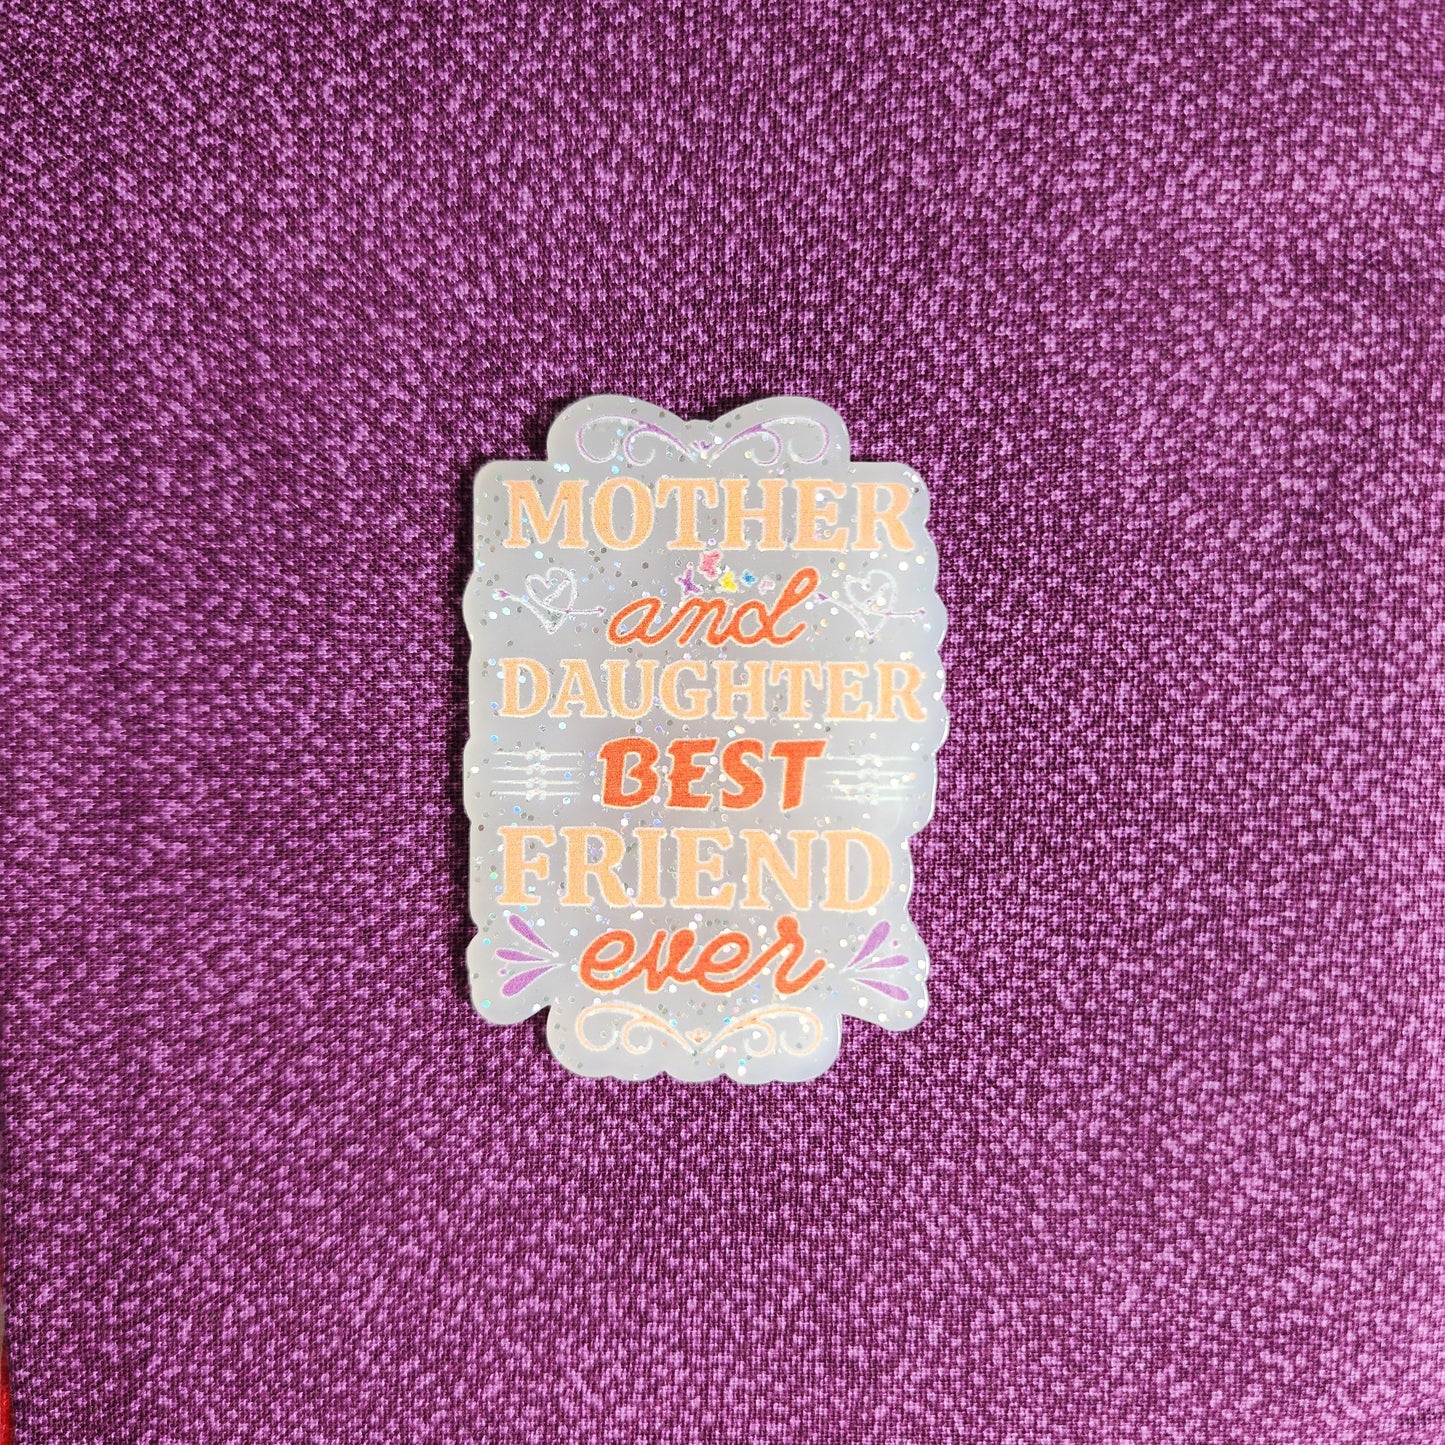 MOTHER
and
DAUGHTER
BEST
FRIEND
ever